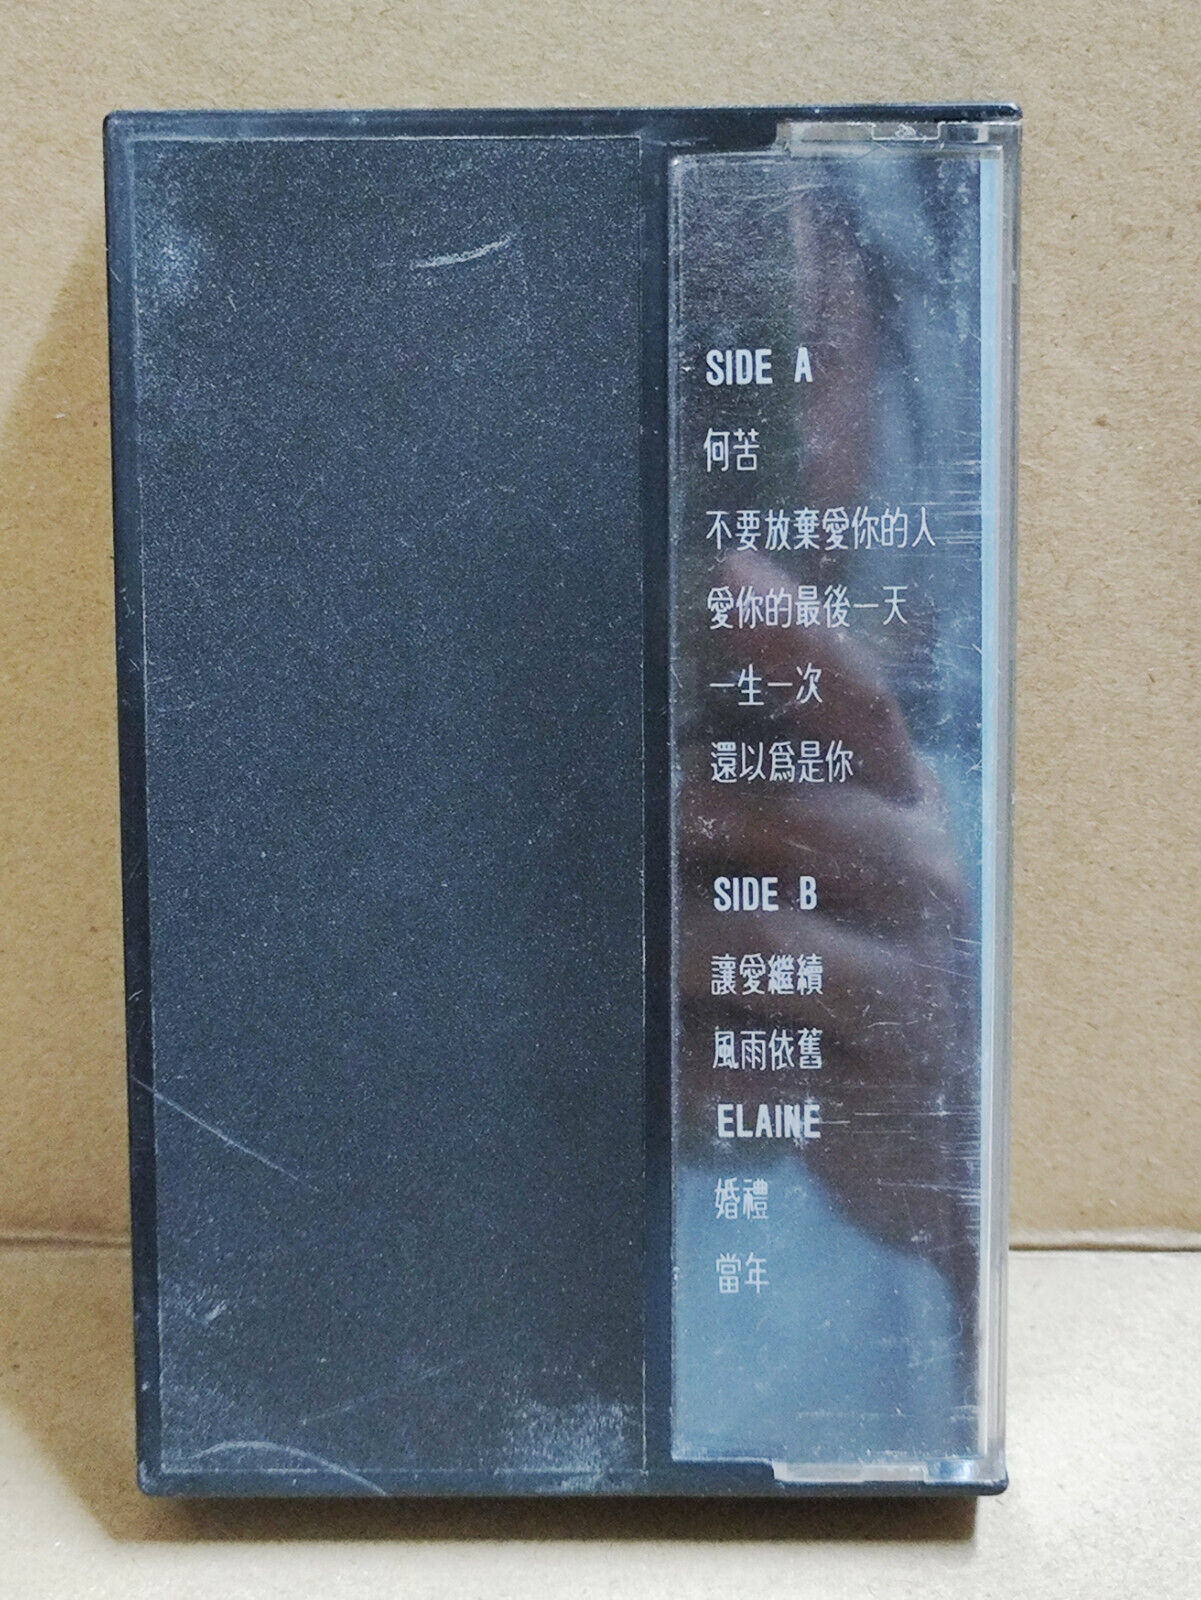 SIDE A
何苦
不要放棄愛你的人
愛你的最後一天
一生一次
還以爲是你
SIDE B
讓愛繼續
風雨依舊
ELAINE
婚禮
當年